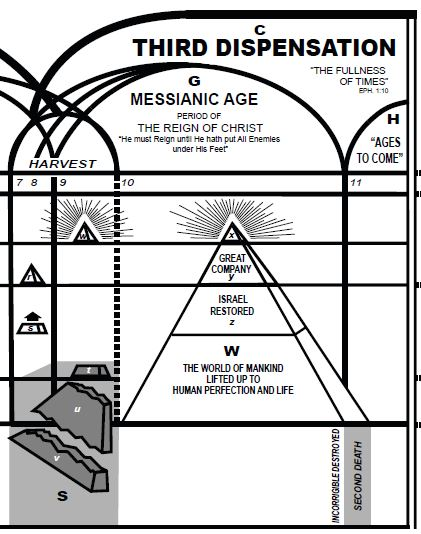 C
THIRD DISPENSATION
"THE FULLNESS
OF TIMES"
EPH. 1:10
G
MESSIANIC AGE
PERIOD OF
THE REIGN OF CHRIST
"He must Reign until He hath put All Enemies
under His Feet"
H
"AGES
TO COME"
HARVEST
7 8 9 10 11
w
x
GREAT
COMPANY
y
r
ISRAEL
RESTORED
z
s
W
THE WORLD OF MANKIND
LIFTED UP TO
HUMAN PERFECTION AND LIFE
t
u
v
S
INCORRIGIBLE DESTROYED
SECOND DEATH